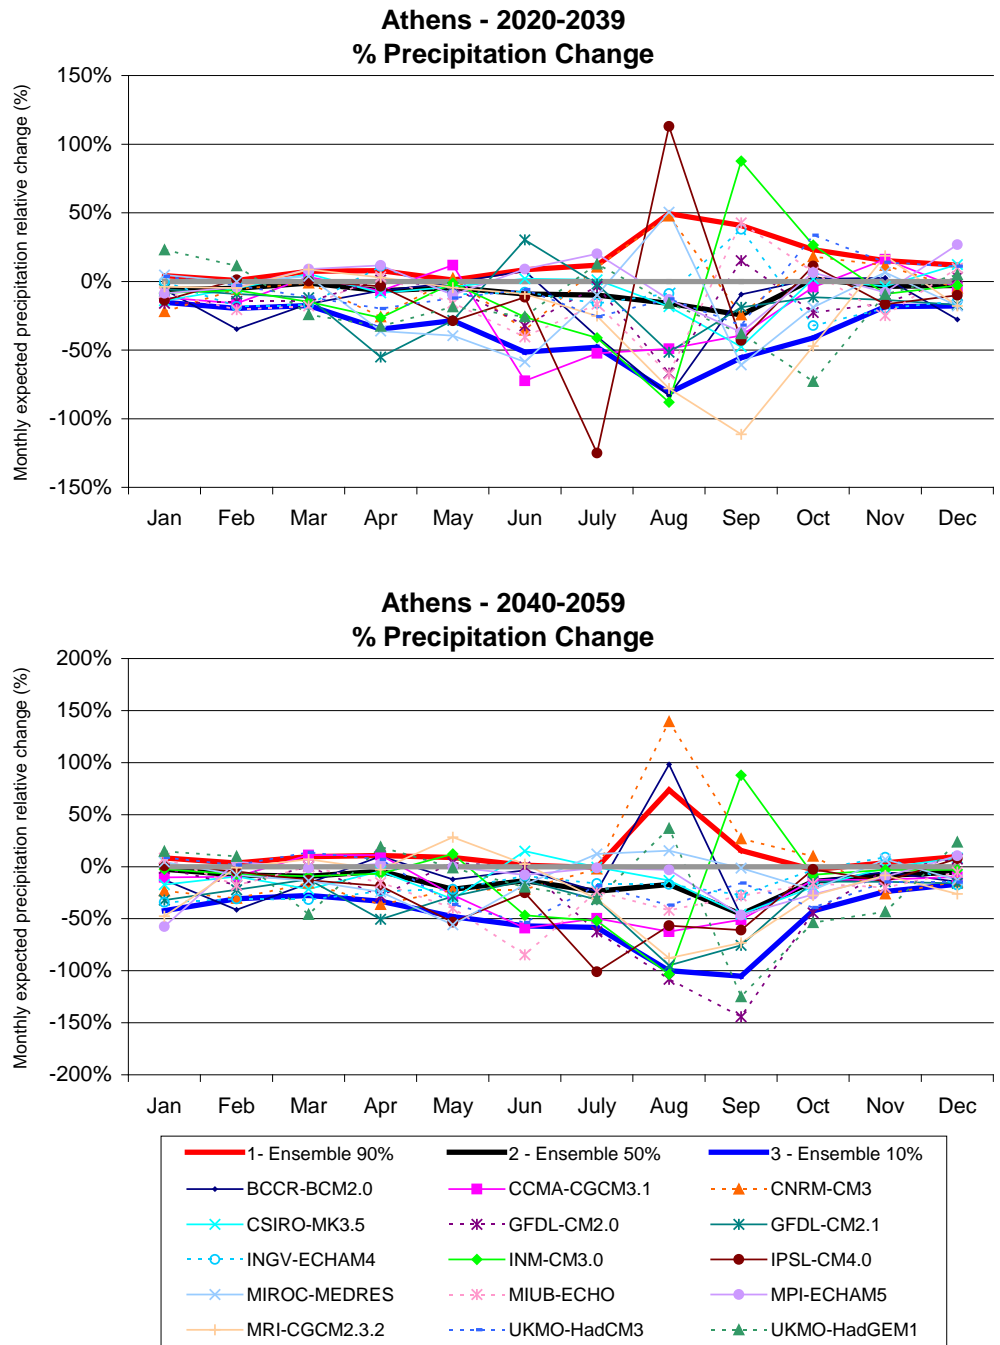 Athens - 2020-2039
% Precipitation Change
Monthly expected precipitation relative change (%)
150%
100%
50%
0%
-50%
-100%
-150%
Jan Feb Mar Apr May Jun July Aug Sep Oct Nov Dec
Athens - 2040-2059
% Precipitation Change
Monthly expected precipitation relative change (%)
200%
150%
100%
50%
0%
-50%
-100%
-150%
-200%
Jan Feb Mar Apr May Jun July Aug Sep Oct Nov Dec
1- Ensemble 90% 2 - Ensemble 50% 3 - Ensemble 10%
BCCR-BCM2.0 CCMA-CGCM3.1 CNRM-CM3
CSIRO-MK3.5 GFDL-CM2.0 GFDL-CM2.1
INGV-ECHAM4 INM-CM3.0 IPSL-CM4.0
MIROC-MEDRES MIUB-ECHO MPI-ECHAM5
MRI-CGCM2.3.2 UKMO-HadCM3 UKMO-HadGEM1